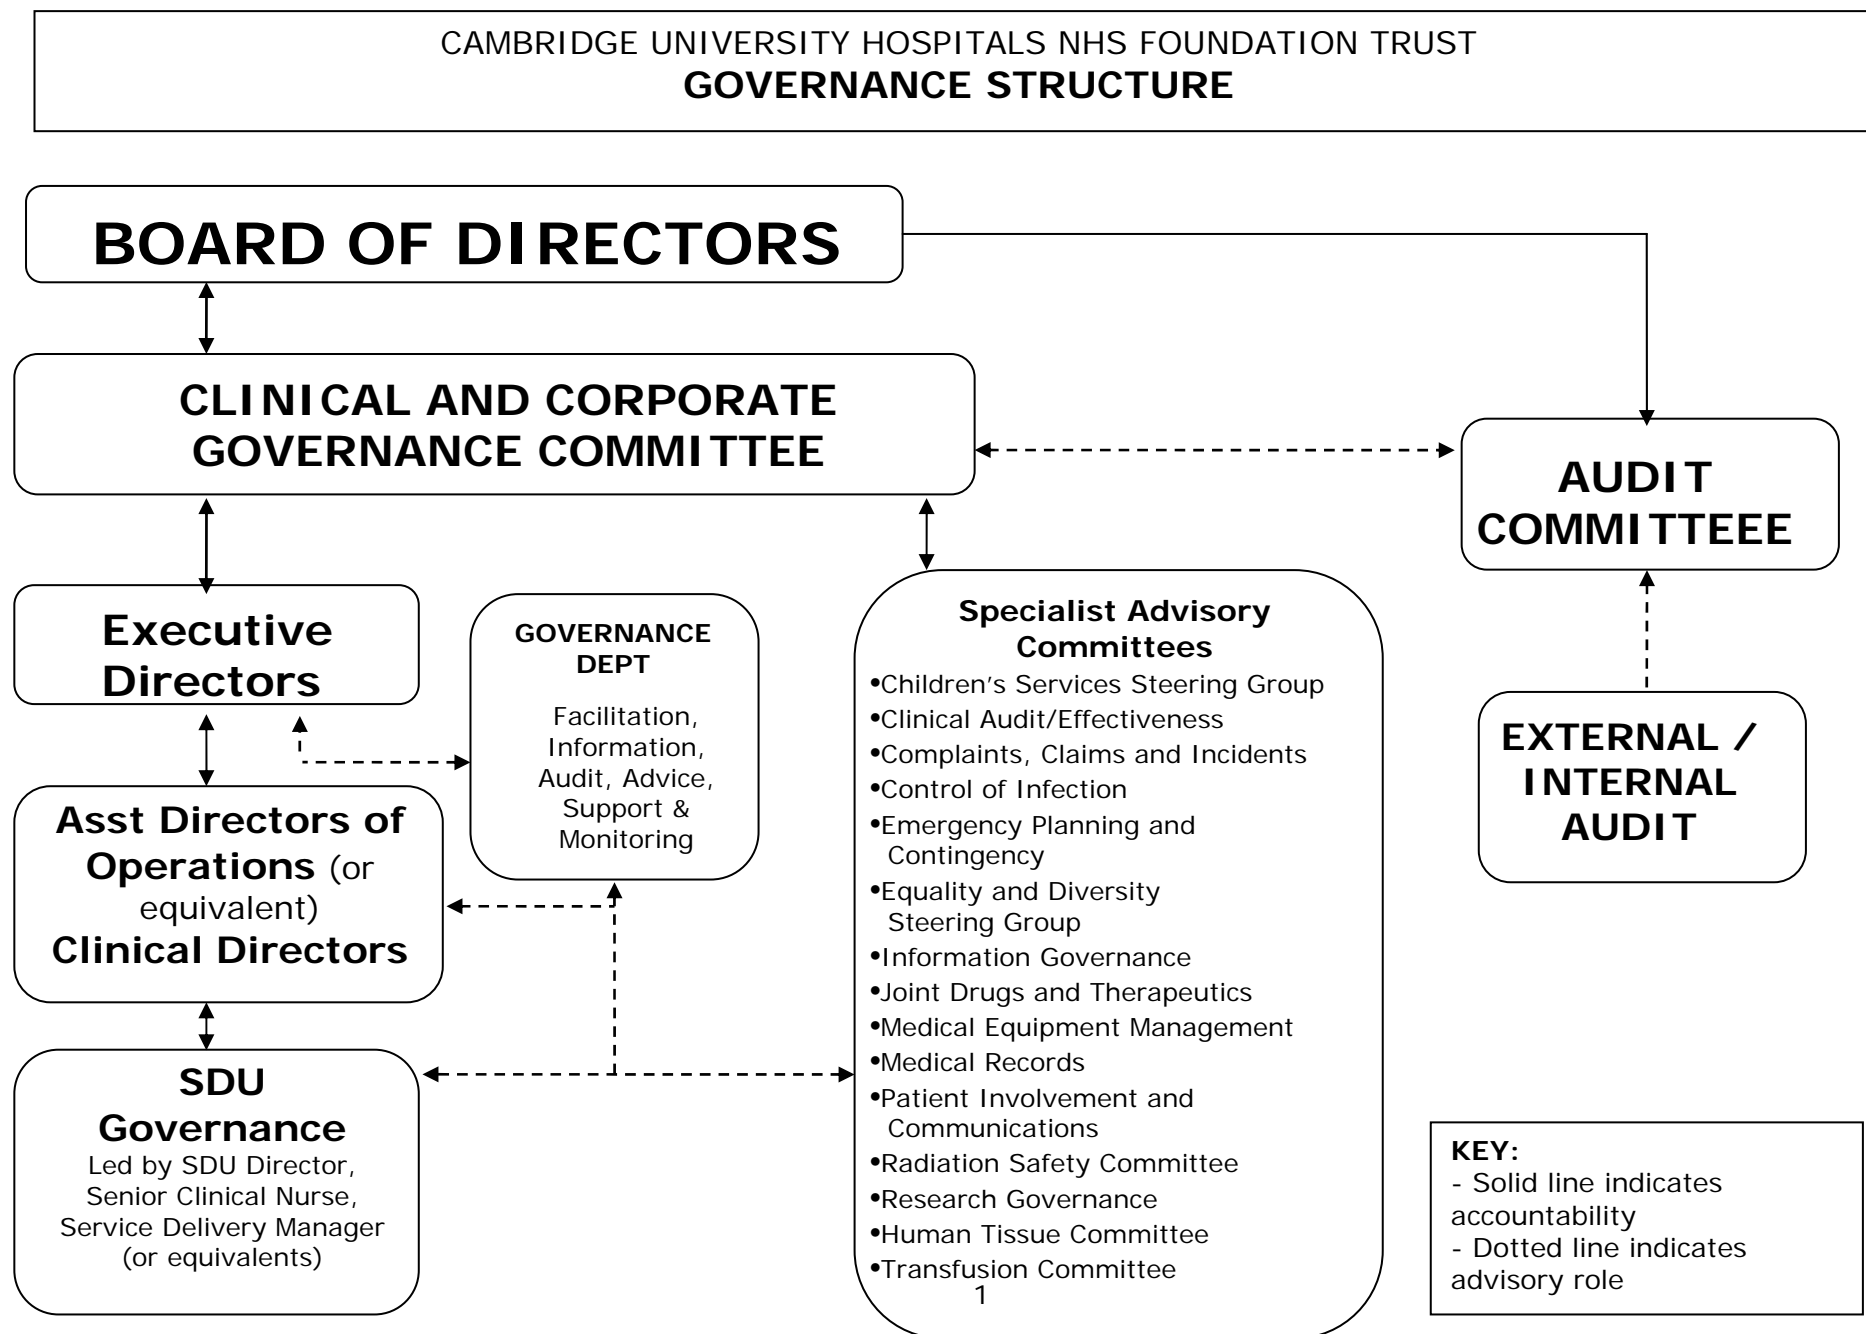 CAMBRIDGE UNIVERSITY HOSPITALS NHS FOUNDATION TRUST
GOVERNANCE STRUCTURE
BOARD OF DIRECTORS
CLINICAL AND CORPORATE
GOVERNANCE COMMITTEE
AUDIT
COMMITTEEE
Executive
Directors
GOVERNANCE
DEPT
Facilitation,
Information,
Audit, Advice,
Support &
Monitoring
Specialist Advisory
Committees
•Children's Services Steering Group
•Clinical Audit/Effectiveness
•Complaints, Claims and Incidents
•Control of Infection
•Emergency Planning and
Contingency
•Equality and Diversity
Steering Group
•Information Governance
•Joint Drugs and Therapeutics
•Medical Equipment Management
•Medical Records
•Patient Involvement and
Communications
•Radiation Safety Committee
•Research Governance
•Human Tissue Committee
•Transfusion Committee
1
EXTERNAL /
INTERNAL
AUDIT
Asst Directors of
Operations (or
equivalent)
Clinical Directors
SDU
Governance
Led by SDU Director,
Senior Clinical Nurse,
Service Delivery Manager
(or equivalents)
KEY:
- Solid line indicates
accountability
- Dotted line indicates
advisory role